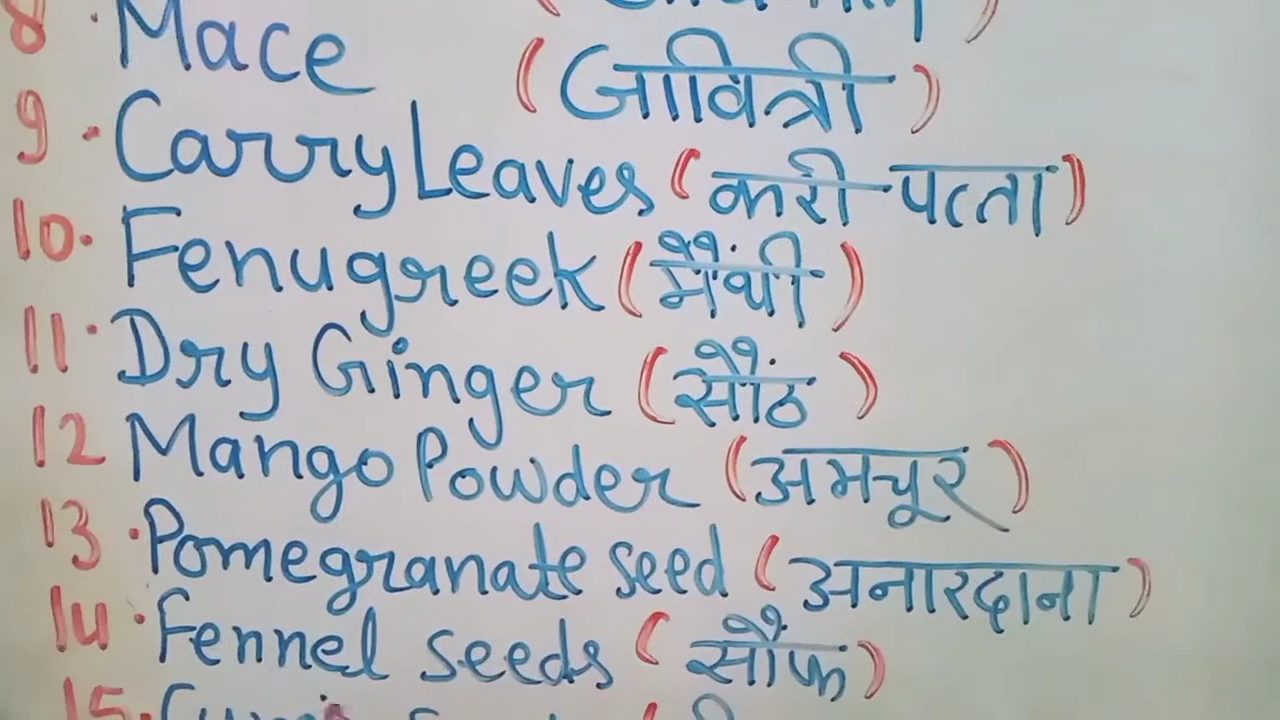 8. Mace (जावित्री)
9. Carry Leaves (करी पत्ता)
10. Fenugreek (मैंथी)
11. Dry Ginger (सौंठ)
12 Mango Powder (अमचूर)
13. Pomegranate seed (अनारदाना)
14. Fennel seeds (सौंफ)
15.